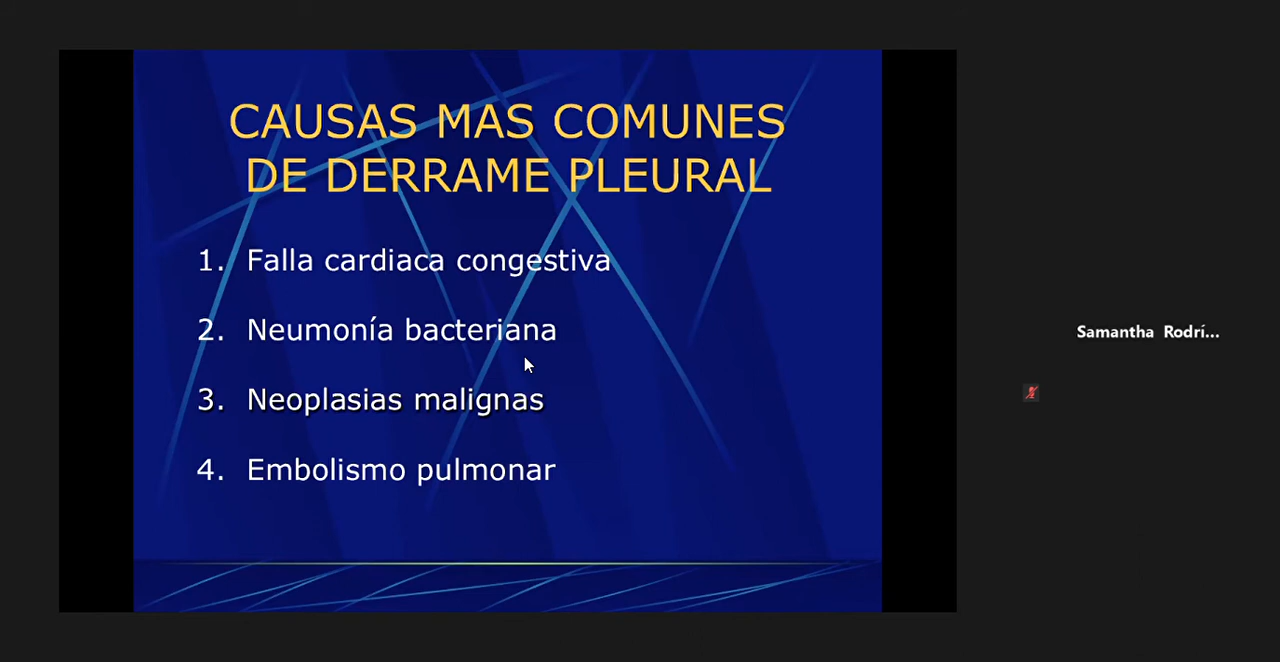 CAUSAS MAS COMUNES
DE DERRAME PLEURAL
1. Falla cardiaca congestiva
2. Neumonía bacteriana
3. Neoplasias malignas
4. Embolismo pulmonar
Samantha Rodrí...